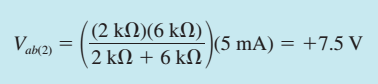 V_ab(2) = ((2 kΩ)(6 kΩ) / 2 kΩ + 6 kΩ)(5 mA) = +7.5 V